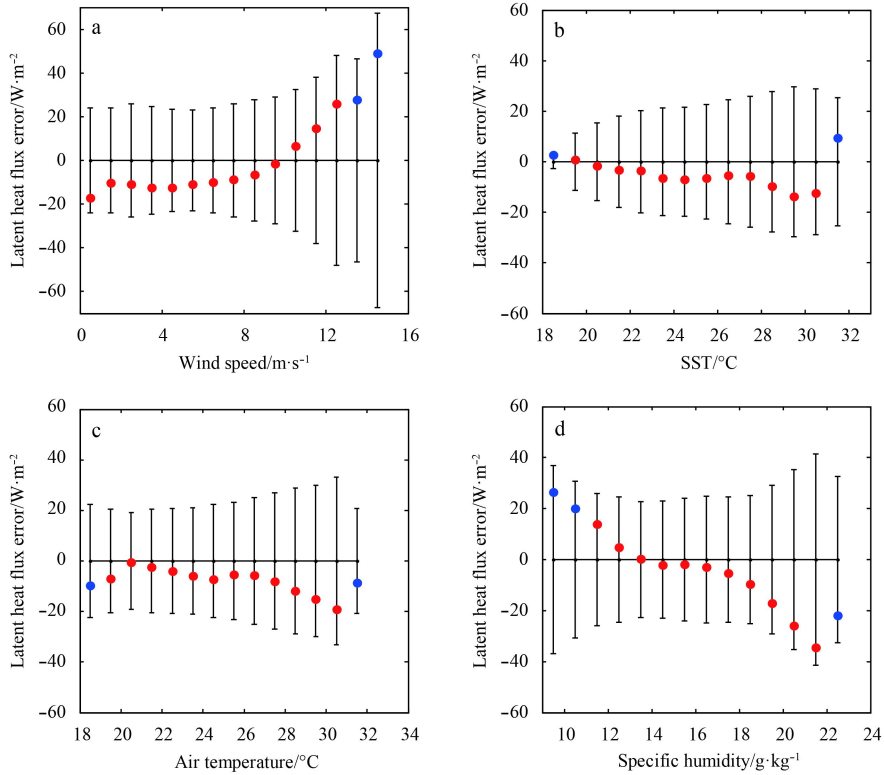 a
60
40
20
0
−20
−40
−60
Latent heat flux error/W·m⁻²
0 4 8 12 16
Wind speed/m·s⁻¹
b
60
40
20
0
−20
−40
−60
Latent heat flux error/W·m⁻²
18 20 22 24 26 28 30 32
SST/°C
c
60
40
20
0
−20
−40
−60
Latent heat flux error/W·m⁻²
18 20 22 24 26 28 30 32 34
Air temperature/°C
d
60
40
20
0
−20
−40
−60
Latent heat flux error/W·m⁻²
10 12 14 16 18 20 22 24
Specific humidity/g·kg⁻¹